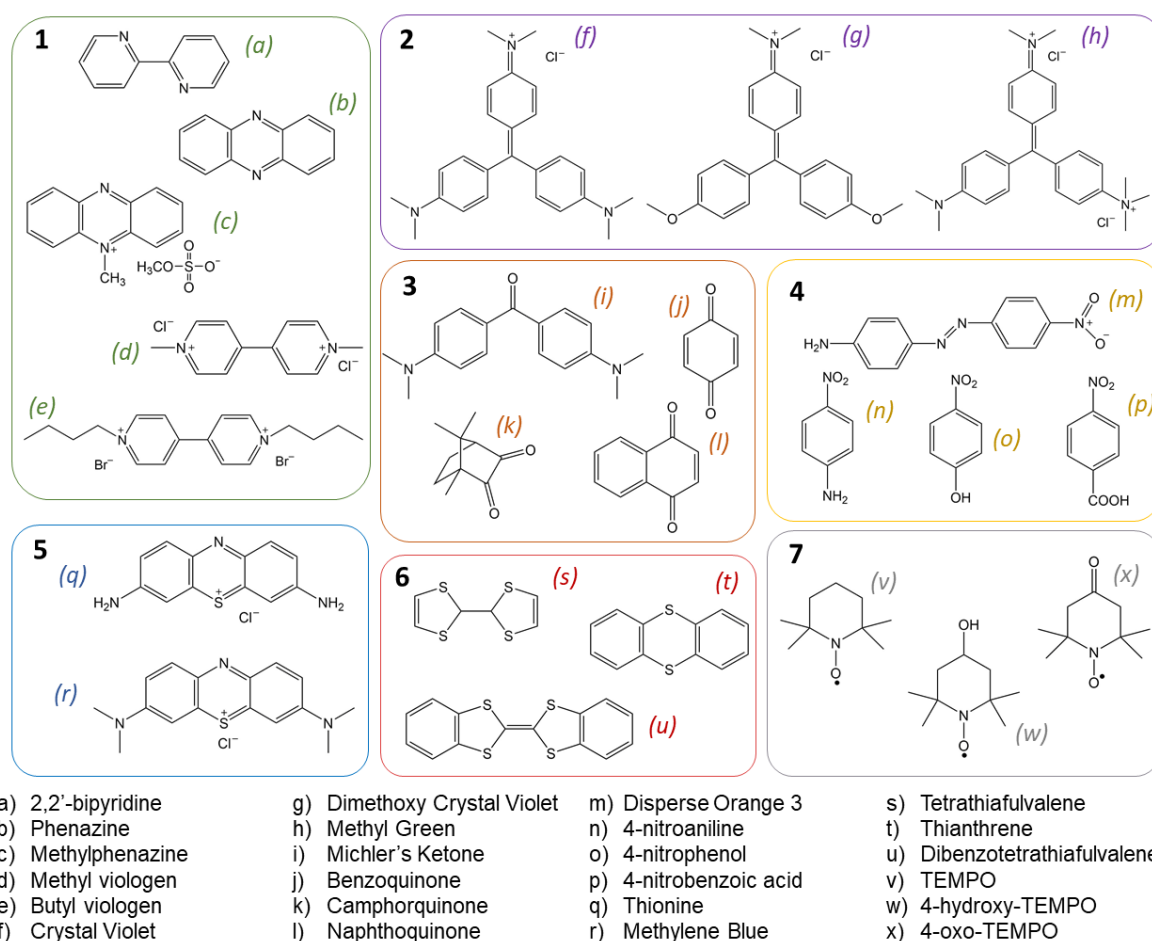 1
(a)
N
N
(b)
N
N
(c)
N
N+
CH3
H3CO
S
O
O
O−
(d)
Cl−
N+
N+
Cl−
(e)
N+
N+
Br−
Br−
2
(f)
N+
Cl−
N
N
(g)
N+
Cl−
O
O
(h)
N+
Cl−
N
N+
Cl−
3
(i)
O
N
N
(j)
O
O
(k)
O
O
(l)
O
O
4
(m)
H2N
N
N
N+
O
O−
(n)
NO2
NH2
(o)
NO2
OH
(p)
NO2
COOH
5
(q)
N
H2N
S+
NH2
Cl−
(r)
N
N
S+
N
Cl−
6
(s)
S
S
S
S
(t)
S
S
(u)
S
S
S
S
7
(v)
N
O•
(w)
OH
N
O•
(x)
O
N
O•
a) 2,2'-bipyridine
b) Phenazine
c) Methylphenazine
d) Methyl viologen
e) Butyl viologen
f) Crystal Violet
g) Dimethoxy Crystal Violet
h) Methyl Green
i) Michler's Ketone
j) Benzoquinone
k) Camphorquinone
l) Naphthoquinone
m) Disperse Orange 3
n) 4-nitroaniline
o) 4-nitrophenol
p) 4-nitrobenzoic acid
q) Thionine
r) Methylene Blue
s) Tetrathiafulvalene
t) Thianthrene
u) Dibenzotetrathiafulvalene
v) TEMPO
w) 4-hydroxy-TEMPO
x) 4-oxo-TEMPO